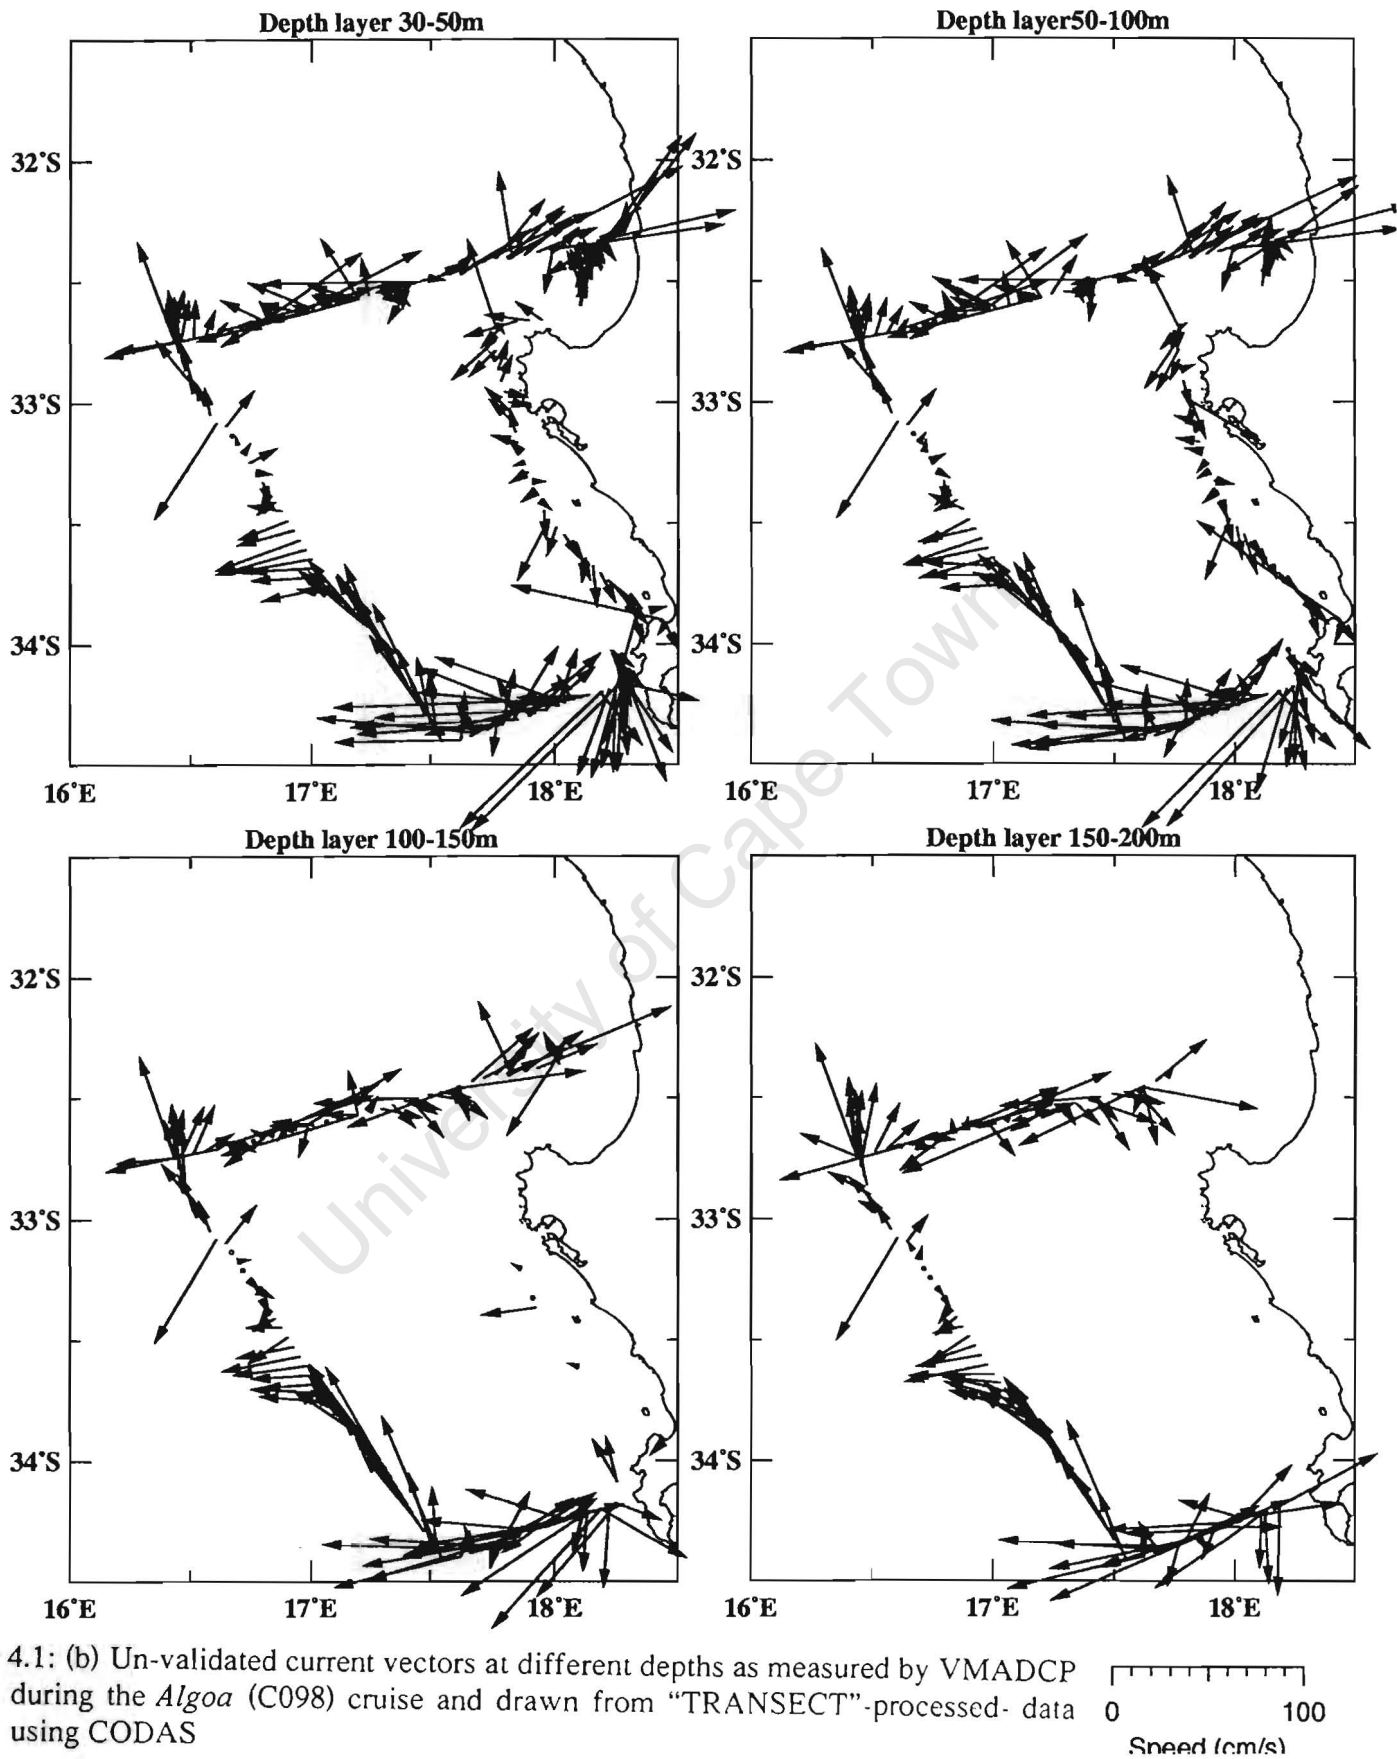 Depth layer 30-50m
Depth layer50-100m
32°S
33°S
34°S
16°E 17°E 18°E
32°S
33°S
34°S
16°E 17°E 18°E
Depth layer 100-150m
Depth layer 150-200m
32°S
33°S
34°S
16°E 17°E 18°E
32°S
33°S
34°S
16°E 17°E 18°E
University of Cape Town
4.1: (b) Un-validated current vectors at different depths as measured by VMADCP
during the Algoa (C098) cruise and drawn from “TRANSECT”-processed- data
using CODAS
0 100
Speed (cm/s)